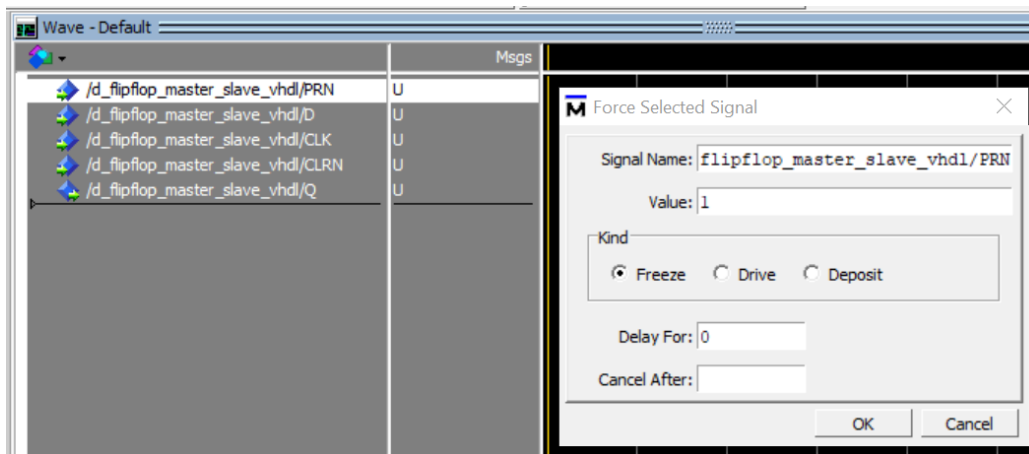 Wave - Default
Msgs
/d_flipflop_master_slave_vhdl/PRN U
/d_flipflop_master_slave_vhdl/D U
/d_flipflop_master_slave_vhdl/CLK U
/d_flipflop_master_slave_vhdl/CLRN U
/d_flipflop_master_slave_vhdl/Q U
M Force Selected Signal
Signal Name: flipflop_master_slave_vhdl/PRN
Value: 1
Kind
Freeze Drive Deposit
Delay For: 0
Cancel After:
OK Cancel